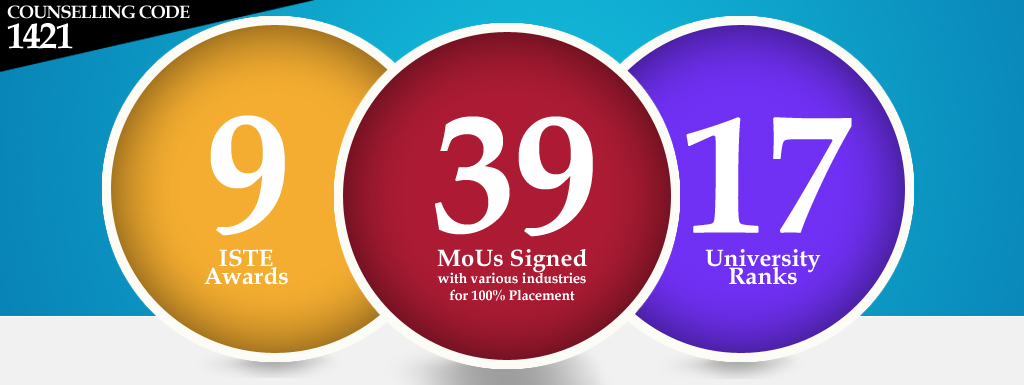 COUNSELLING CODE
1421
9
ISTE
Awards
39
MoUs Signed
with various industries
for 100% Placement
17
University
Ranks